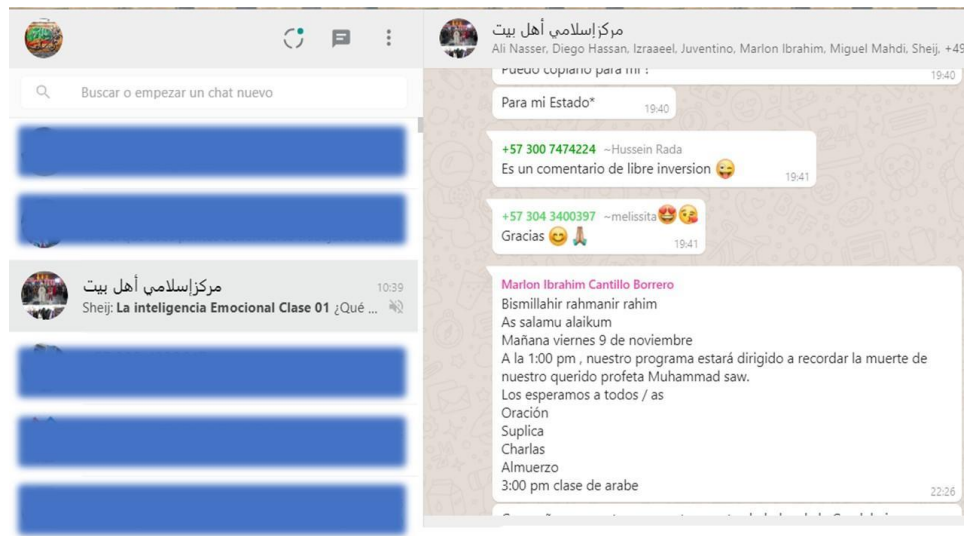 Buscar o empezar un chat nuevo
مركزإسلامي أهل بيت
10:39
Sheij: La inteligencia Emocional Clase 01 ¿Qué ...
مركزإسلامي أهل بيت
Ali Nasser, Diego Hassan, Izraaeel, Juventino, Marlon Ibrahim, Miguel Mahdi, Sheij, +49
Puedo copiarlo para mi ?
19:40
Para mi Estado*
19:40
+57 300 7474224 ~Hussein Rada
Es un comentario de libre inversion 😜
19:41
+57 304 3400397 ~melissita😍😘
Gracias 😊 🙏🏽
19:41
Marlon Ibrahim Cantillo Borrero
Bismillahir rahmanir rahim
As salamu alaikum
Mañana viernes 9 de noviembre
A la 1:00 pm , nuestro programa estará dirigido a recordar la muerte de
nuestro querido profeta Muhammad saw.
Los esperamos a todos / as
Oración
Suplica
Charlas
Almuerzo
3:00 pm clase de arabe
22:26